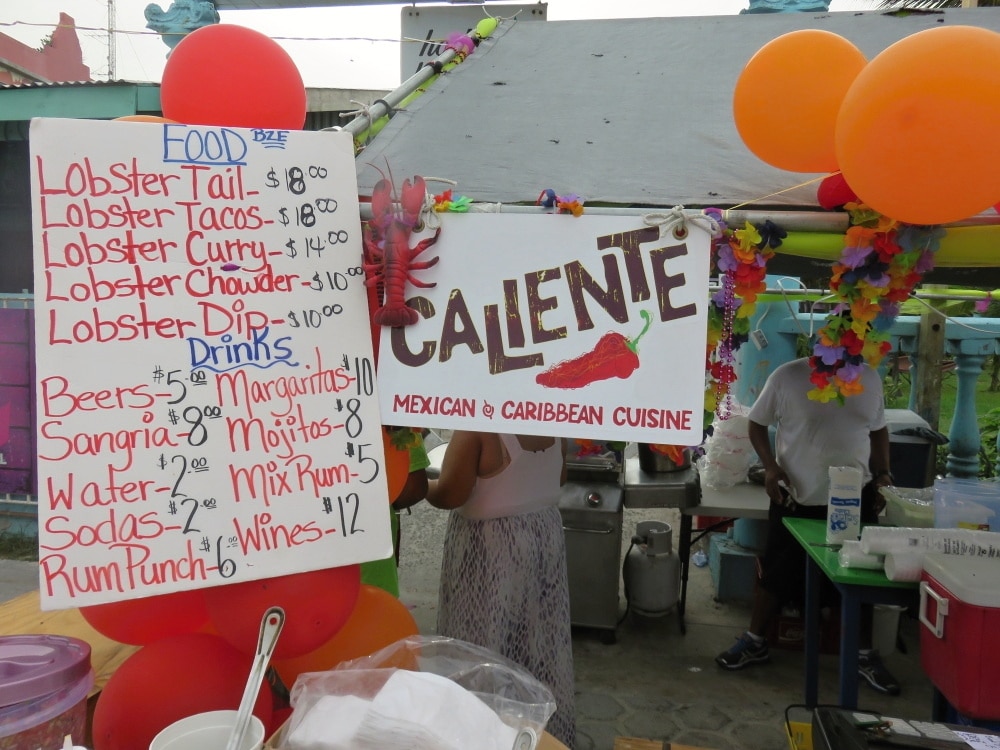 FOOD BZE
Lobster Tail- $18.00
Lobster Tacos- $18.00
Lobster Curry- $14.00
Lobster Chowder- $10.00
Lobster Dip- $10.00
Drinks
Beers- $5.00 Margaritas- $10
Sangria- $8.00 Mojitos- $8
Water- $2.00 Mix Rum- $5
Sodas- $2.00 Wines- $12
Rum Punch- $6.00
CALIENTE
MEXICAN & CARIBBEAN CUISINE